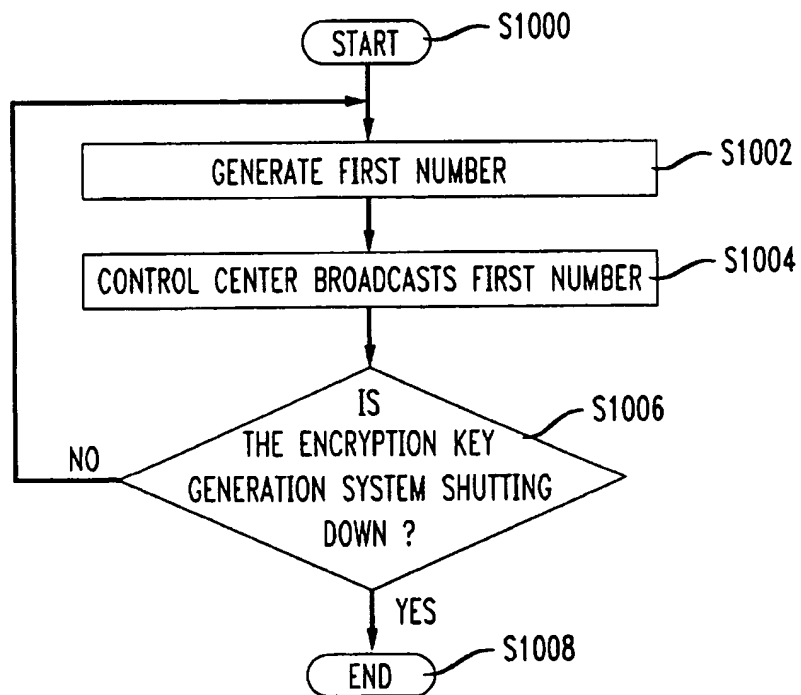 START
S1000
GENERATE FIRST NUMBER
S1002
CONTROL CENTER BROADCASTS FIRST NUMBER
S1004
IS
THE ENCRYPTION KEY
GENERATION SYSTEM SHUTTING
DOWN ?
S1006
NO
YES
END
S1008